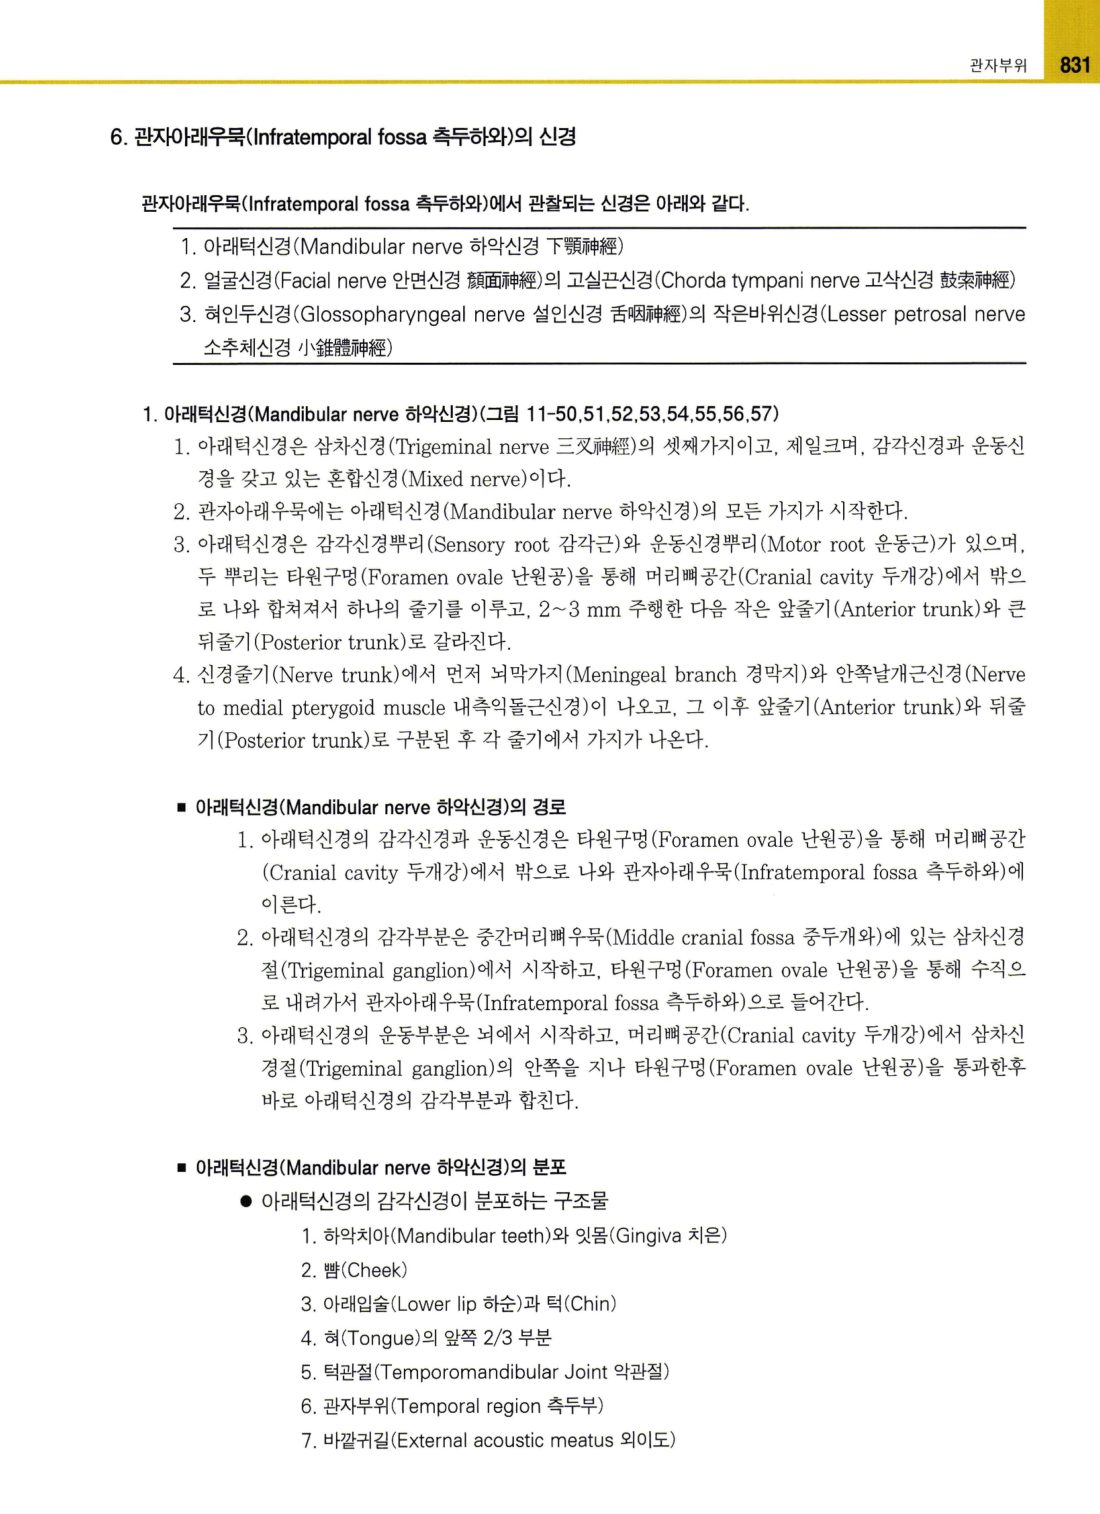 관자부위 831
6. 관자아래우묵(Infratemporal fossa 측두하와)의 신경
관자아래우묵(Infratemporal fossa 측두하와)에서 관찰되는 신경은 아래와 같다.
1. 아래턱신경(Mandibular nerve 하악신경 下顎神經)
2. 얼굴신경(Facial nerve 안면신경 顏面神經)의 고실끈신경(Chorda tympani nerve 고삭신경 鼓索神經)
3. 혀인두신경(Glossopharyngeal nerve 설인신경 舌咽神經)의 작은바위신경(Lesser petrosal nerve
소추체신경 小錐體神經)
1. 아래턱신경(Mandibular nerve 하악신경)(그림 11-50,51,52,53,54,55,56,57)
1. 아래턱신경은 삼차신경(Trigeminal nerve 三叉神經)의 셋째가지이고, 제일크며, 감각신경과 운동신
경을 갖고 있는 혼합신경(Mixed nerve)이다.
2. 관자아래우묵에는 아래턱신경(Mandibular nerve 하악신경)의 모든 가지가 시작한다.
3. 아래턱신경은 감각신경뿌리(Sensory root 감각근)와 운동신경뿌리(Motor root 운동근)가 있으며,
두 뿌리는 타원구멍(Foramen ovale 난원공)을 통해 머리뼈공간(Cranial cavity 두개강)에서 밖으
로 나와 합쳐져서 하나의 줄기를 이루고, 2~3 mm 주행한 다음 작은 앞줄기(Anterior trunk)와 큰
뒤줄기(Posterior trunk)로 갈라진다.
4. 신경줄기(Nerve trunk)에서 먼저 뇌막가지(Meningeal branch 경막지)와 안쪽날개근신경(Nerve
to medial pterygoid muscle 내측익돌근신경)이 나오고, 그 이후 앞줄기(Anterior trunk)와 뒤줄
기(Posterior trunk)로 구분된 후 각 줄기에서 가지가 나온다.
■ 아래턱신경(Mandibular nerve 하악신경)의 경로
1. 아래턱신경의 감각신경과 운동신경은 타원구멍(Foramen ovale 난원공)을 통해 머리뼈공간
(Cranial cavity 두개강)에서 밖으로 나와 관자아래우묵(Infratemporal fossa 측두하와)에
이른다.
2. 아래턱신경의 감각부분은 중간머리뼈우묵(Middle cranial fossa 중두개와)에 있는 삼차신경
절(Trigeminal ganglion)에서 시작하고, 타원구멍(Foramen ovale 난원공)을 통해 수직으
로 내려가서 관자아래우묵(Infratemporal fossa 측두하와)으로 들어간다.
3. 아래턱신경의 운동부분은 뇌에서 시작하고, 머리뼈공간(Cranial cavity 두개강)에서 삼차신
경절(Trigeminal ganglion)의 안쪽을 지나 타원구멍(Foramen ovale 난원공)을 통과한후
바로 아래턱신경의 감각부분과 합친다.
■ 아래턱신경(Mandibular nerve 하악신경)의 분포
● 아래턱신경의 감각신경이 분포하는 구조물
1. 하악치아(Mandibular teeth)와 잇몸(Gingiva 치은)
2. 뺨(Cheek)
3. 아래입술(Lower lip 하순)과 턱(Chin)
4. 혀(Tongue)의 앞쪽 2/3 부분
5. 턱관절(Temporomandibular Joint 악관절)
6. 관자부위(Temporal region 측두부)
7. 바깥귀길(External acoustic meatus 외이도)